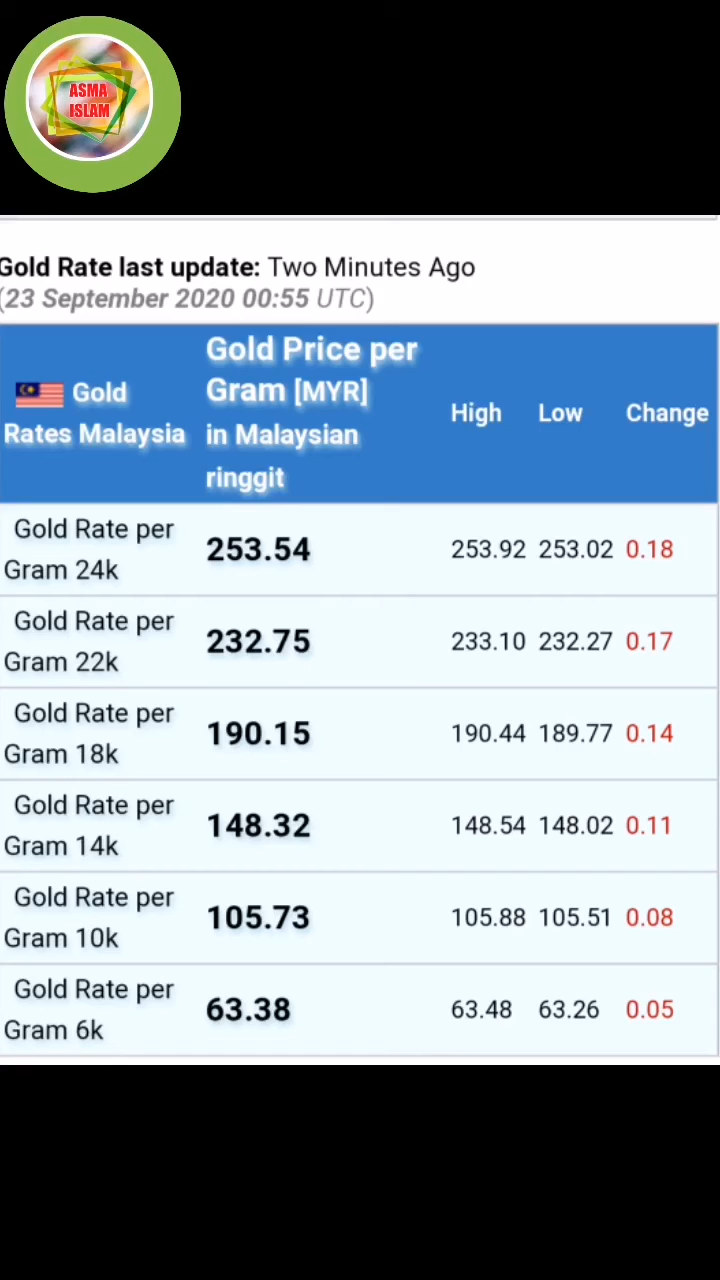 ASMA
ISLAM
Gold Rate last update: Two Minutes Ago
(23 September 2020 00:55 UTC)
Gold
Rates Malaysia
Gold Price per
Gram [MYR]
in Malaysian
ringgit
High Low Change
Gold Rate per
Gram 24k
253.54 253.92 253.02 0.18
Gold Rate per
Gram 22k
232.75 233.10 232.27 0.17
Gold Rate per
Gram 18k
190.15 190.44 189.77 0.14
Gold Rate per
Gram 14k
148.32 148.54 148.02 0.11
Gold Rate per
Gram 10k
105.73 105.88 105.51 0.08
Gold Rate per
Gram 6k
63.38 63.48 63.26 0.05